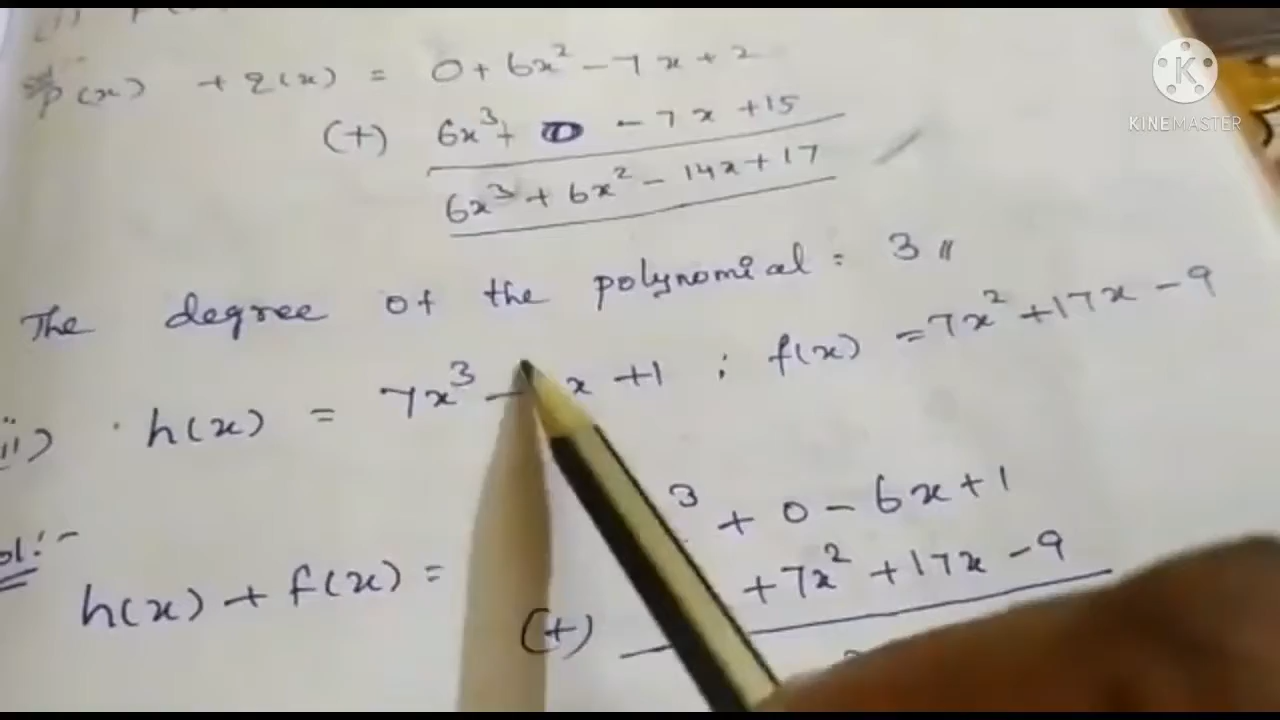 p(x) + q(x) = 0 + 6x² - 7x + 2
(+) 6x³ + 0 - 7x + 15
6x³ + 6x² - 14x + 17
The degree of the polynomial = 3 //
ii) h(x) = 7x³ - x + 1 ; f(x) = 7x² + 17x - 9
Sol:-
h(x) + f(x) = ³ + 0 - 6x + 1
(+) + 7x² + 17x - 9
KINEMASTER